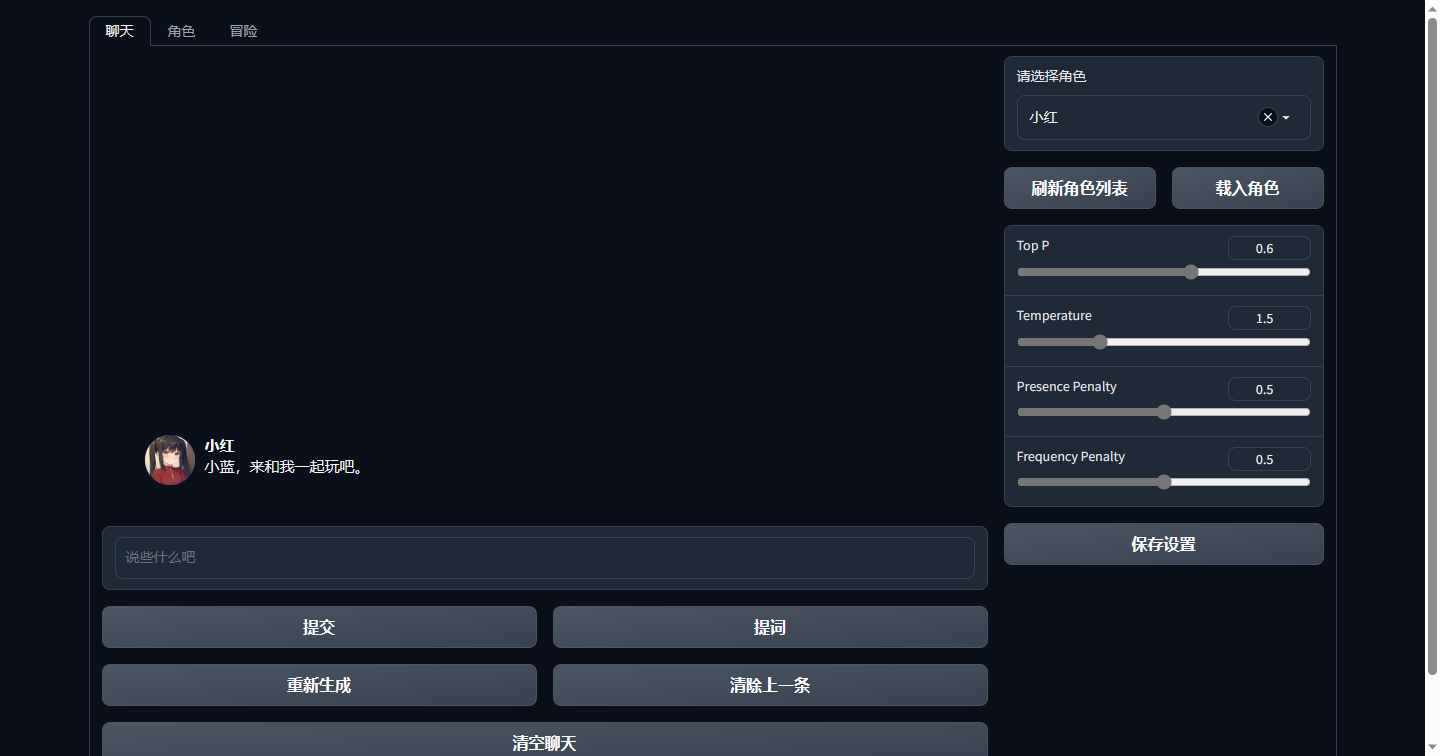 聊天
角色
冒险
小红
小蓝，来和我一起玩吧。
说些什么吧
提交
提词
重新生成
清除上一条
清空聊天
请选择角色
小红
刷新角色列表
载入角色
Top P
0.6
Temperature
1.5
Presence Penalty
0.5
Frequency Penalty
0.5
保存设置